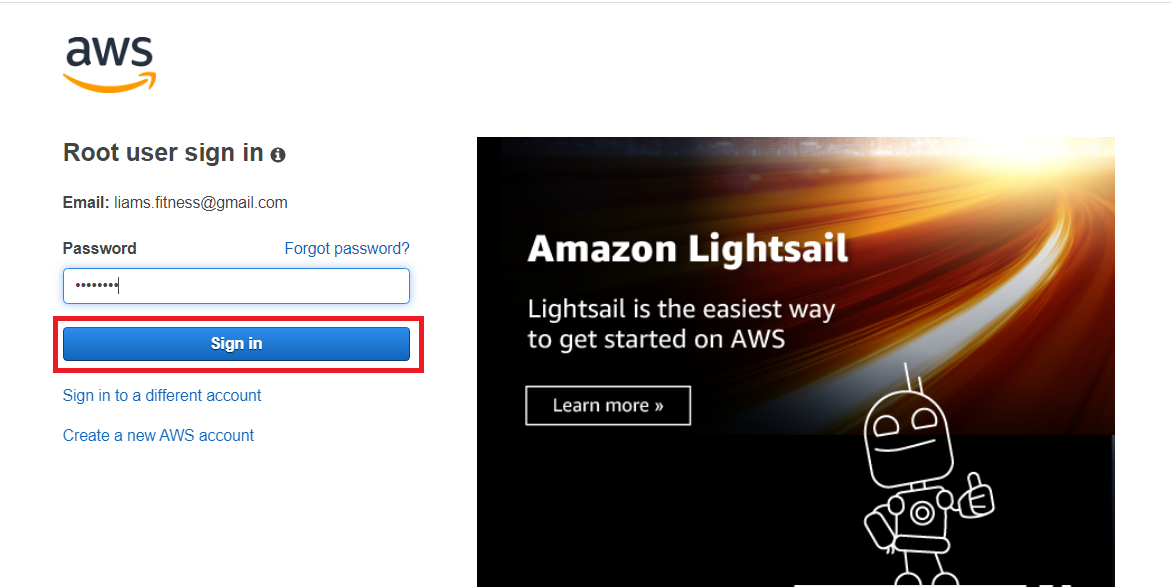 aws
Root user sign in
Email: liams.fitness@gmail.com
Password
Forgot password?
••••••••
Sign in
Sign in to a different account
Create a new AWS account
Amazon Lightsail
Lightsail is the easiest way
to get started on AWS
Learn more »